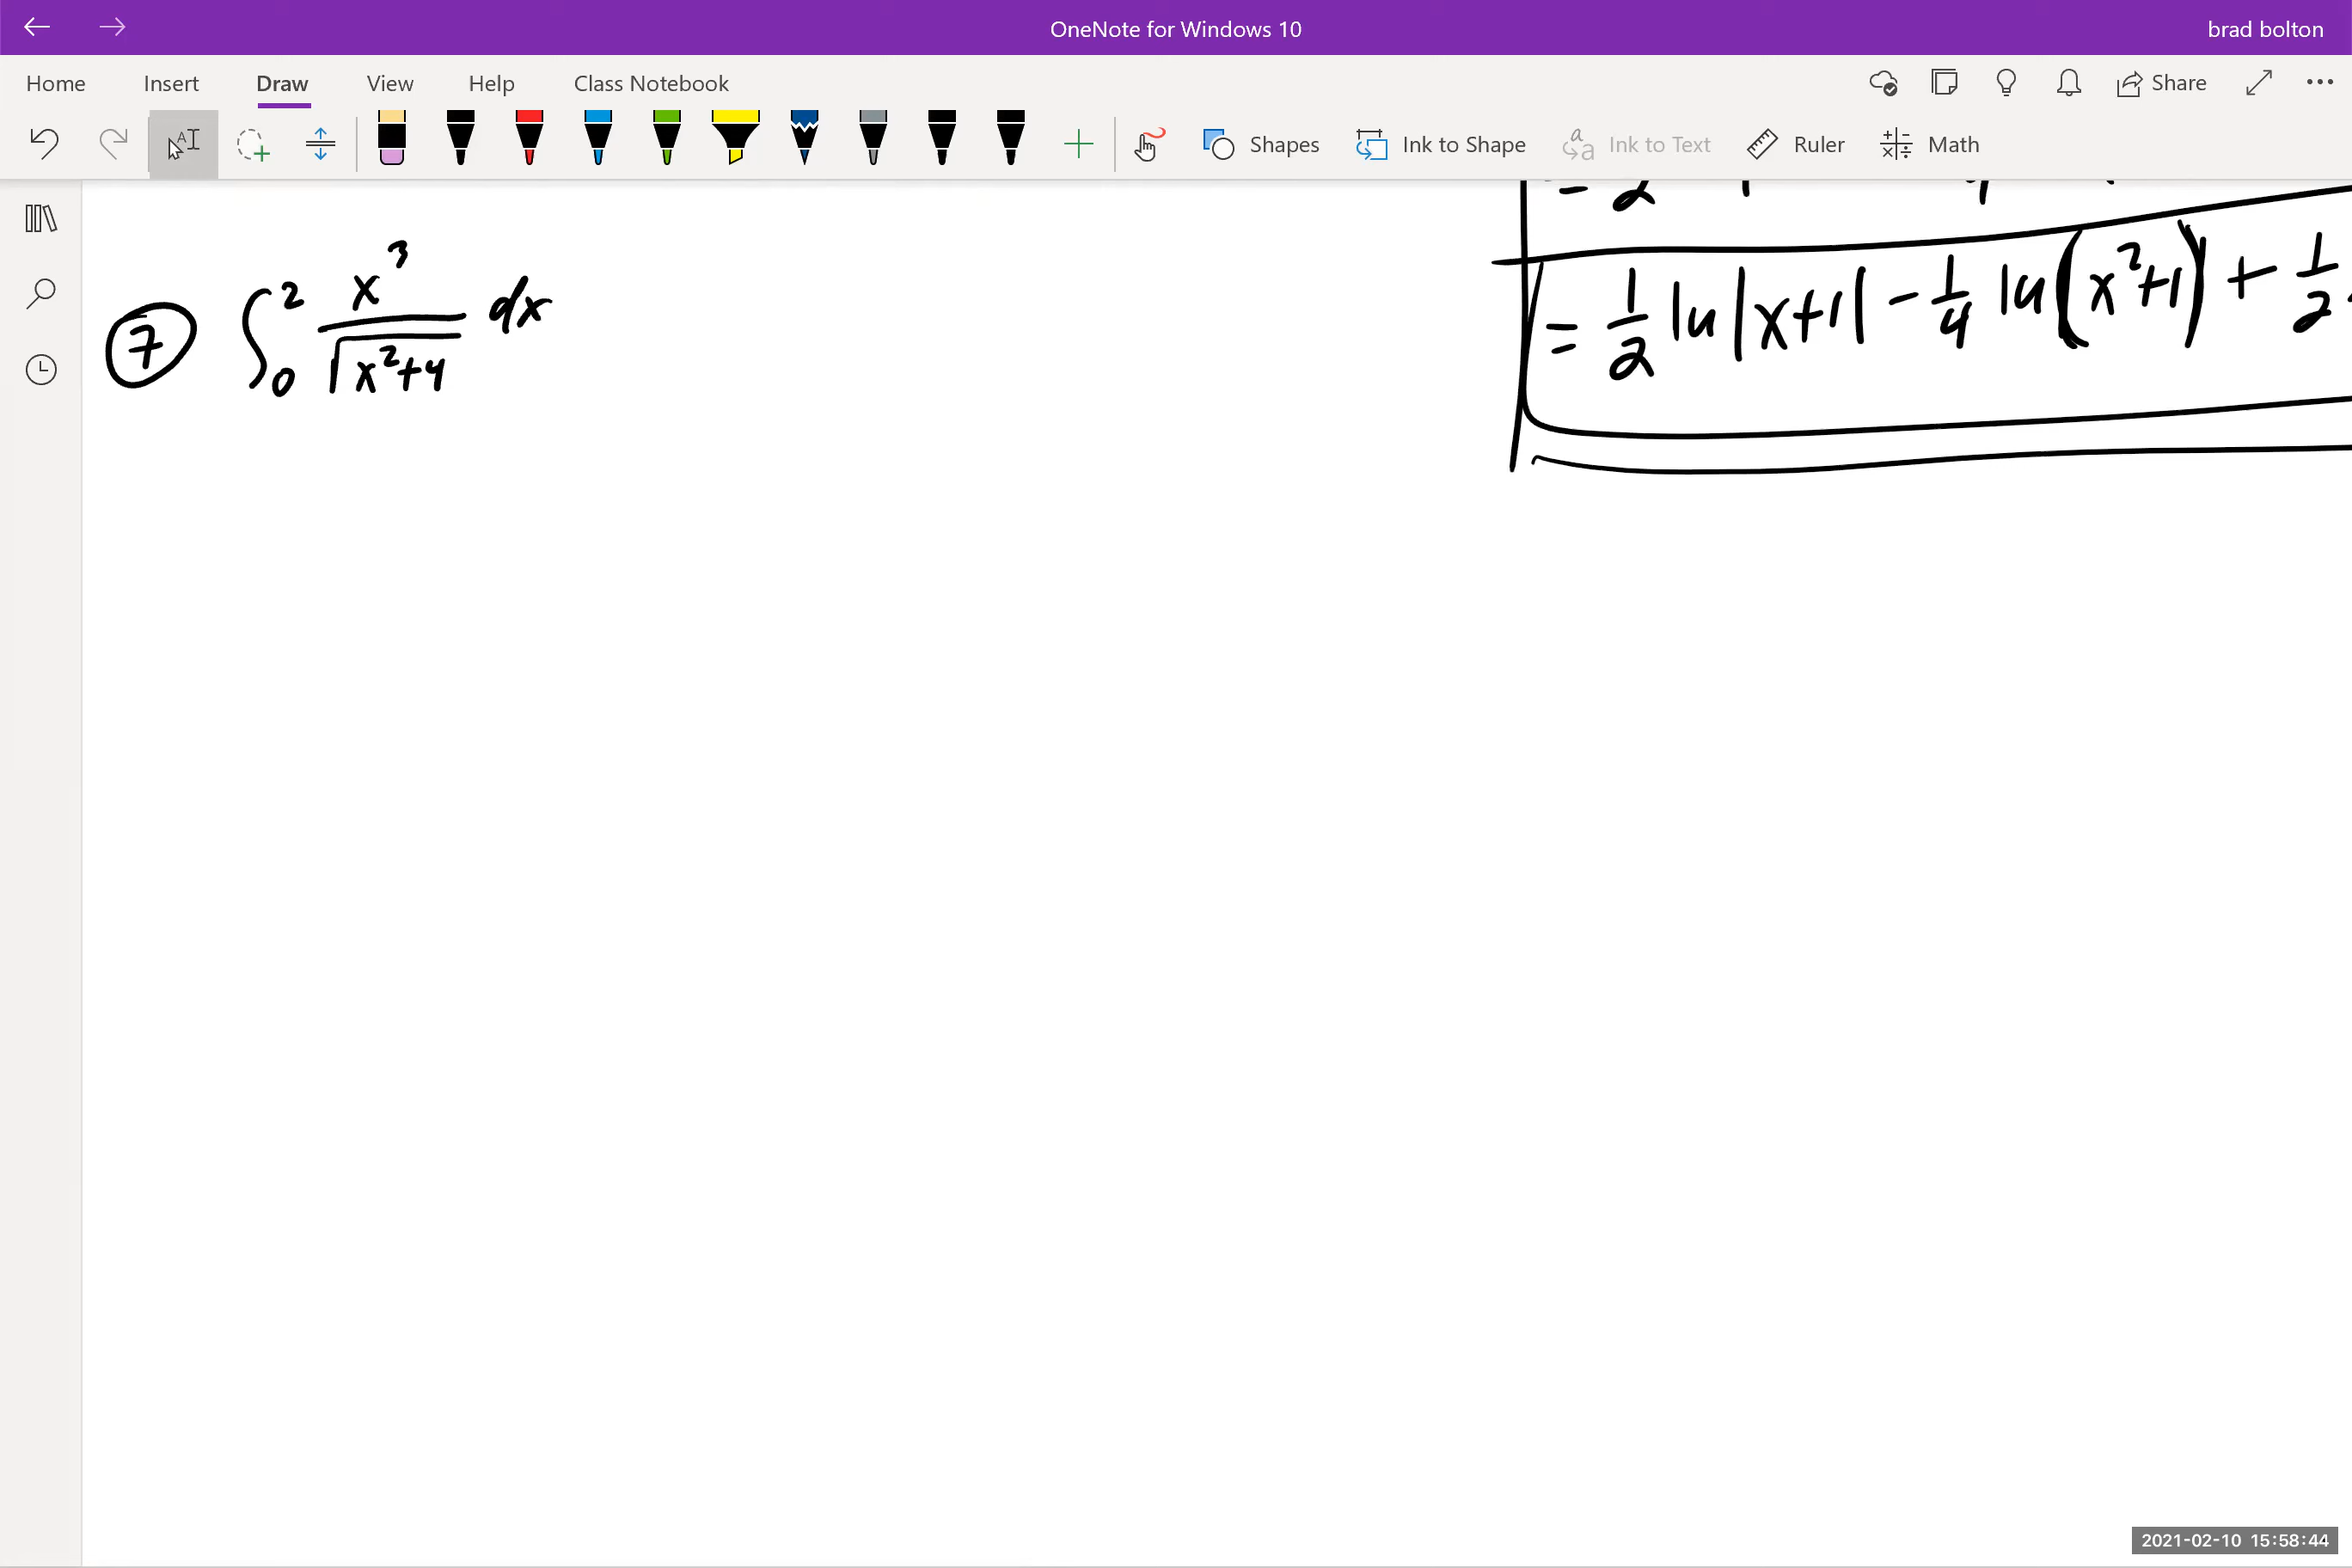 OneNote for Windows 10
brad bolton
Home Insert Draw View Help Class Notebook
Share
Shapes Ink to Shape Ink to Text Ruler Math
= 2
⑦ ∫₀² x³/√(x²+4) dx
= 1/2 ln|x+1| - 1/4 ln(x²+1) + 1/2
2021-02-10 15:58:44